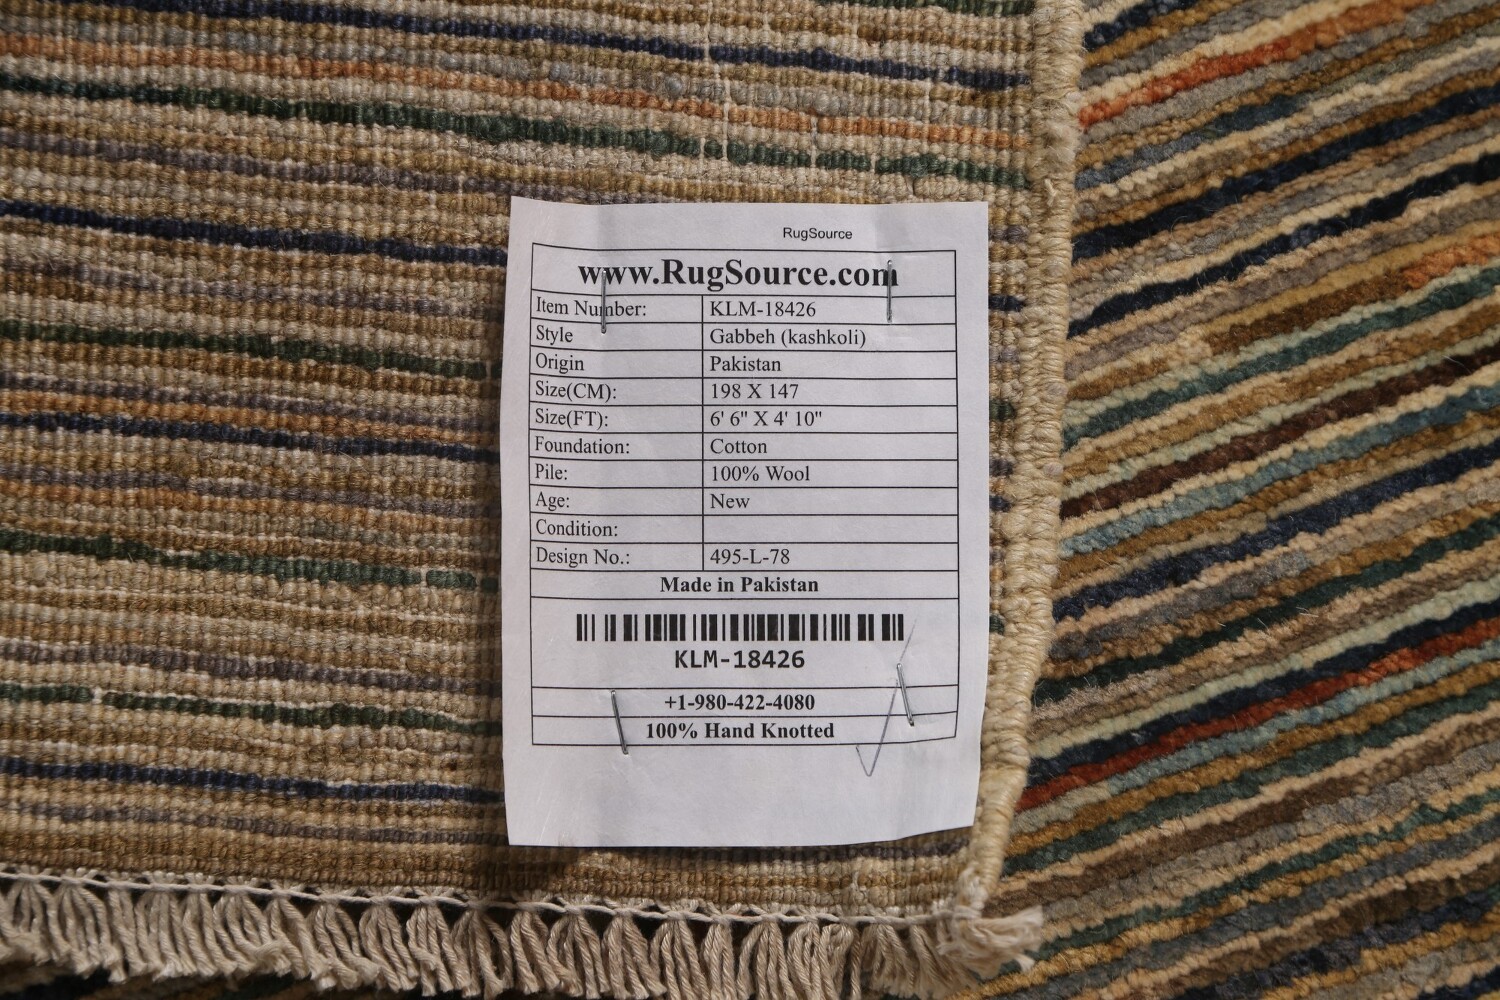 RugSource
www.RugSource.com
Item Number: KLM-18426
Style Gabbeh (kashkoli)
Origin Pakistan
Size(CM): 198 X 147
Size(FT): 6' 6" X 4' 10"
Foundation: Cotton
Pile: 100% Wool
Age: New
Condition:
Design No.: 495-L-78
Made in Pakistan
KLM-18426
+1-980-422-4080
100% Hand Knotted